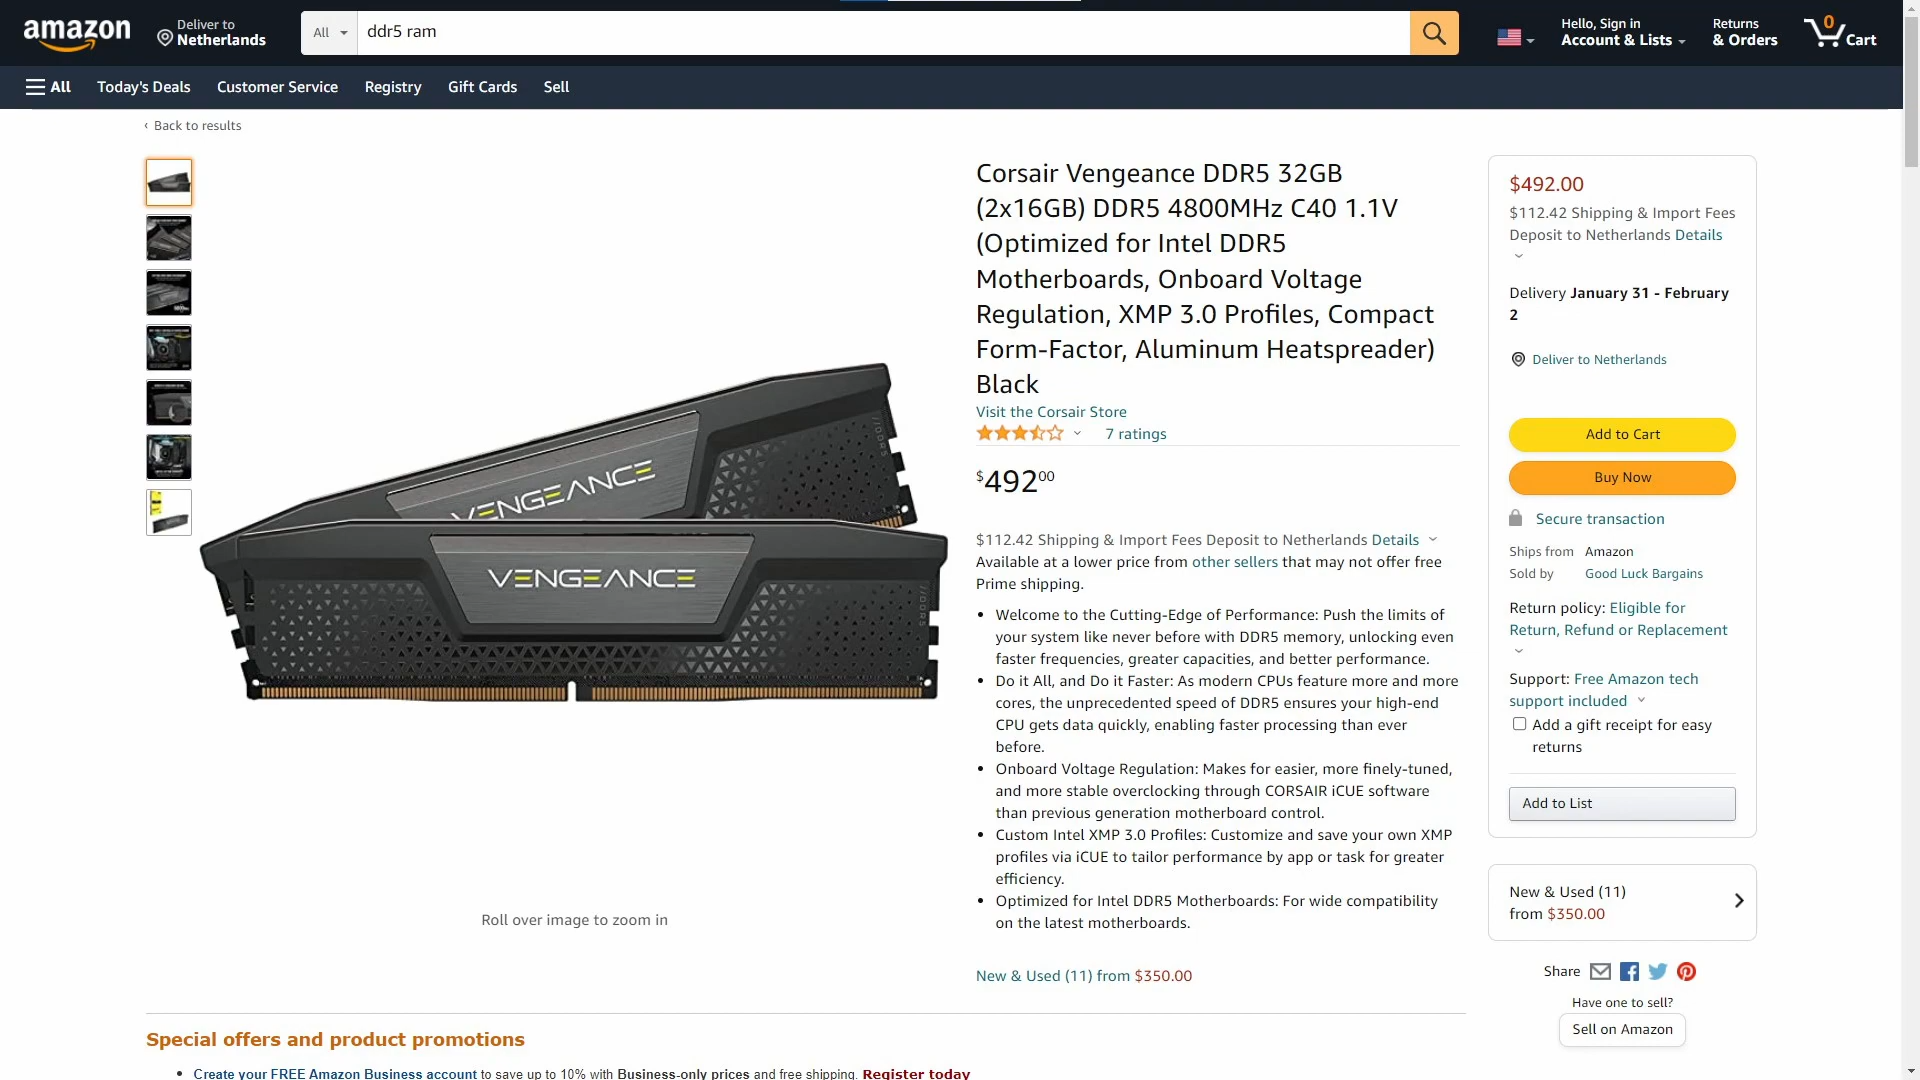 amazon
Deliver to
Netherlands
All
ddr5 ram
Hello, Sign in
Account & Lists
Returns
& Orders
0
Cart
All
Today's Deals
Customer Service
Registry
Gift Cards
Sell
‹ Back to results
VENGEANCE
VENGEANCE
Roll over image to zoom in
Corsair Vengeance DDR5 32GB
(2x16GB) DDR5 4800MHz C40 1.1V
(Optimized for Intel DDR5
Motherboards, Onboard Voltage
Regulation, XMP 3.0 Profiles, Compact
Form-Factor, Aluminum Heatspreader)
Black
Visit the Corsair Store
7 ratings
$49200
$112.42 Shipping & Import Fees Deposit to Netherlands Details
Available at a lower price from other sellers that may not offer free
Prime shipping.
• Welcome to the Cutting-Edge of Performance: Push the limits of
your system like never before with DDR5 memory, unlocking even
faster frequencies, greater capacities, and better performance.
• Do it All, and Do it Faster: As modern CPUs feature more and more
cores, the unprecedented speed of DDR5 ensures your high-end
CPU gets data quickly, enabling faster processing than ever
before.
• Onboard Voltage Regulation: Makes for easier, more finely-tuned,
and more stable overclocking through CORSAIR iCUE software
than previous generation motherboard control.
• Custom Intel XMP 3.0 Profiles: Customize and save your own XMP
profiles via iCUE to tailor performance by app or task for greater
efficiency.
• Optimized for Intel DDR5 Motherboards: For wide compatibility
on the latest motherboards.
New & Used (11) from $350.00
$492.00
$112.42 Shipping & Import Fees
Deposit to Netherlands Details
Delivery January 31 - February
2
Deliver to Netherlands
Add to Cart
Buy Now
Secure transaction
Ships from Amazon
Sold by Good Luck Bargains
Return policy: Eligible for
Return, Refund or Replacement
Support: Free Amazon tech
support included
Add a gift receipt for easy
returns
Add to List
New & Used (11)
from $350.00
Share
Have one to sell?
Sell on Amazon
Special offers and product promotions
• Create your FREE Amazon Business account to save up to 10% with Business-only prices and free shipping. Register today